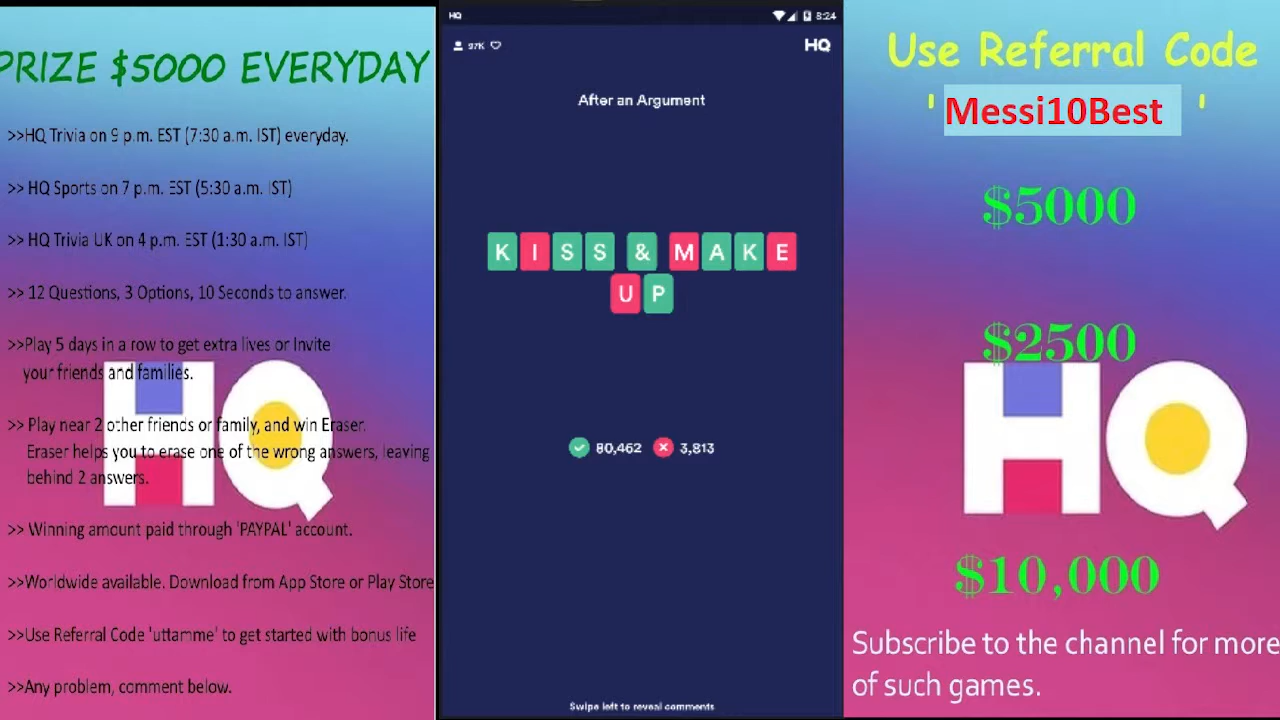 PRIZE $5000 EVERYDAY
>>HQ Trivia on 9 p.m. EST (7:30 a.m. IST) everyday.
>> HQ Sports on 7 p.m. EST (5:30 a.m. IST)
>> HQ Trivia UK on 4 p.m. EST (1:30 a.m. IST)
>> 12 Questions, 3 Options, 10 Seconds to answer.
>>Play 5 days in a row to get extra lives or Invite
your friends and families.
>> Play near 2 other friends or family, and win Eraser.
Eraser helps you to erase one of the wrong answers, leaving
behind 2 answers.
>> Winning amount paid through 'PAYPAL' account.
>>Worldwide available. Download from App Store or Play Store
>>Use Referral Code 'uttamme' to get started with bonus life
>>Any problem, comment below.
HQ
HQ 8:24
97K HQ
After an Argument
KISS & MAKE
UP
80,462 3,813
Swipe left to reveal comments
Use Referral Code
' Messi10Best '
$5000
$2500
HQ
$10,000
Subscribe to the channel for more
of such games.